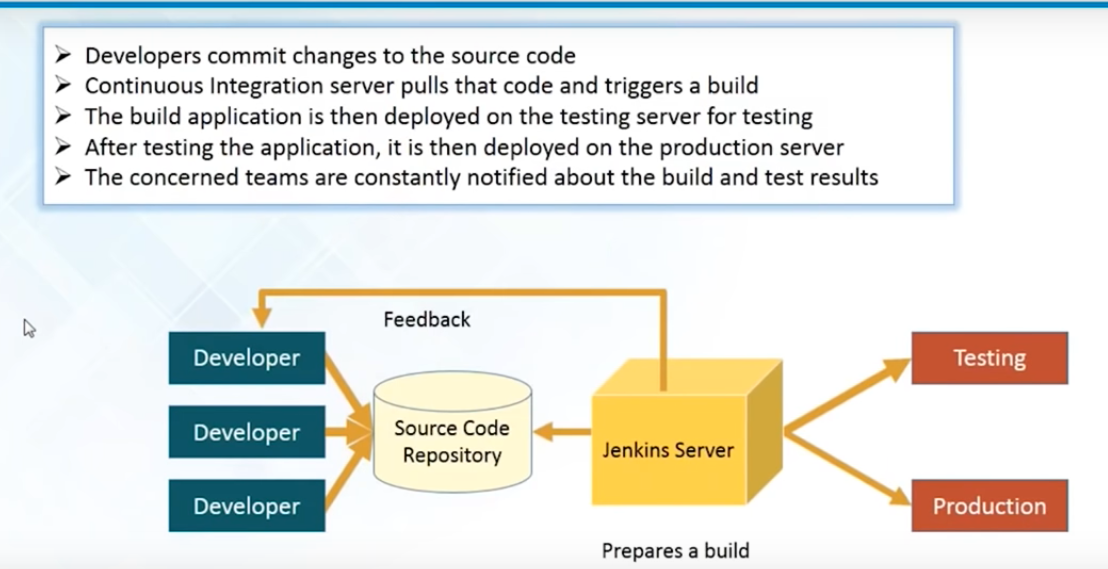 ➢ Developers commit changes to the source code
➢ Continuous Integration server pulls that code and triggers a build
➢ The build application is then deployed on the testing server for testing
➢ After testing the application, it is then deployed on the production server
➢ The concerned teams are constantly notified about the build and test results
Feedback
Developer
Developer
Developer
Source Code
Repository
Jenkins Server
Prepares a build
Testing
Production